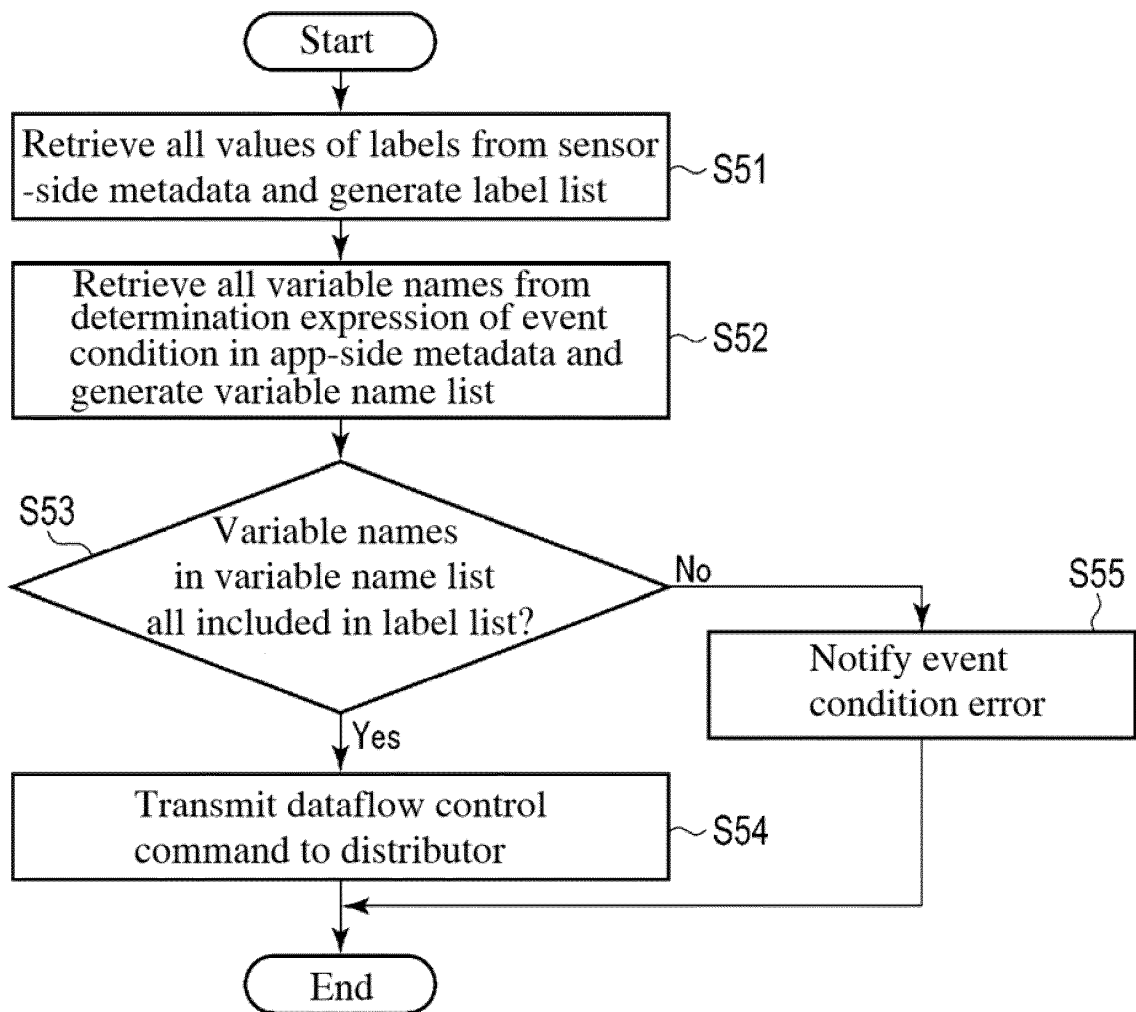 Start
Retrieve all values of labels from sensor
-side metadata and generate label list
S51
Retrieve all variable names from
determination expression of event
condition in app-side metadata and
generate variable name list
S52
S53
Variable names
in variable name list
all included in label list?
No
S55
Notify event
condition error
Yes
Transmit dataflow control
command to distributor
S54
End